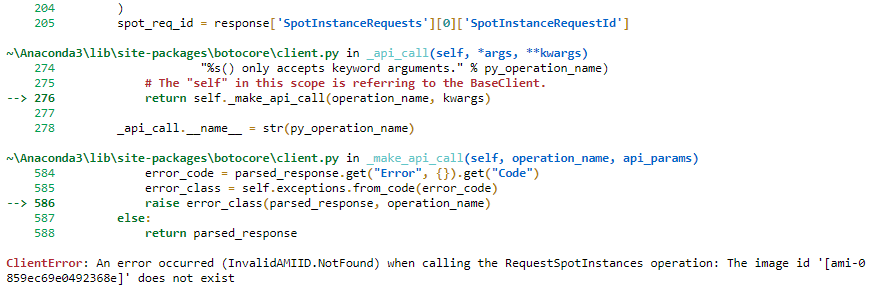 204 )
205 spot_req_id = response['SpotInstanceRequests'][0]['SpotInstanceRequestId']
~\Anaconda3\lib\site-packages\botocore\client.py in _api_call(self, *args, **kwargs)
274 "%s() only accepts keyword arguments." % py_operation_name)
275 # The "self" in this scope is referring to the BaseClient.
--> 276 return self._make_api_call(operation_name, kwargs)
277
278 _api_call.__name__ = str(py_operation_name)
~\Anaconda3\lib\site-packages\botocore\client.py in _make_api_call(self, operation_name, api_params)
584 error_code = parsed_response.get("Error", {}).get("Code")
585 error_class = self.exceptions.from_code(error_code)
--> 586 raise error_class(parsed_response, operation_name)
587 else:
588 return parsed_response
ClientError: An error occurred (InvalidAMIID.NotFound) when calling the RequestSpotInstances operation: The image id '[ami-0
859ec69e0492368e]' does not exist